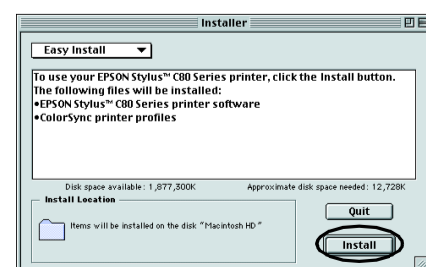 Installer
Easy Install
To use your EPSON Stylus™ C80 Series printer, click the Install button.
The following files will be installed:
•EPSON Stylus™ C80 Series printer software
•ColorSync printer profiles
Disk space available: 1,877,300K Approximate disk space needed: 12,728K
Install Location
Items will be installed on the disk "Macintosh HD"
Quit
Install